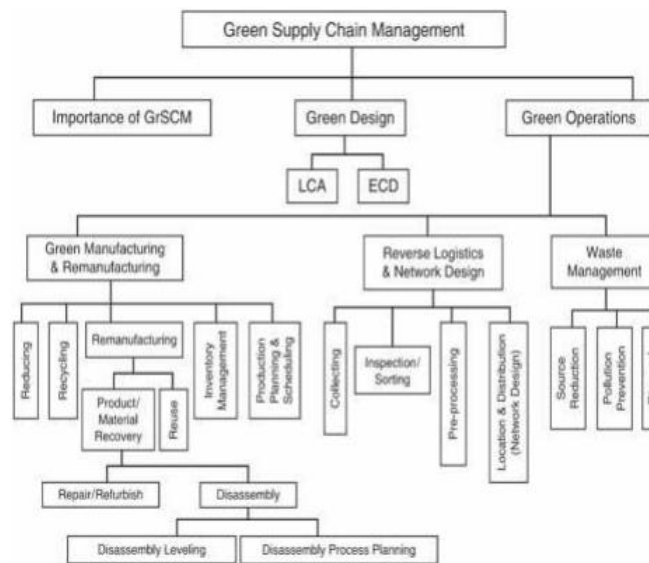 Green Supply Chain Management
Importance of GrSCM
Green Design
Green Operations
LCA
ECD
Green Manufacturing
& Remanufacturing
Reverse Logistics
& Network Design
Waste
Management
Reducing
Recycling
Remanufacturing
Inventory
Management
Production
Planning &
Scheduling
Collecting
Inspection/
Sorting
Pre-processing
Location & Distribution
(Network Design)
Source
Reduction
Pollution
Prevention
Product/
Material
Recovery
Reuse
Repair/Refurbish
Disassembly
Disassembly Leveling
Disassembly Process Planning